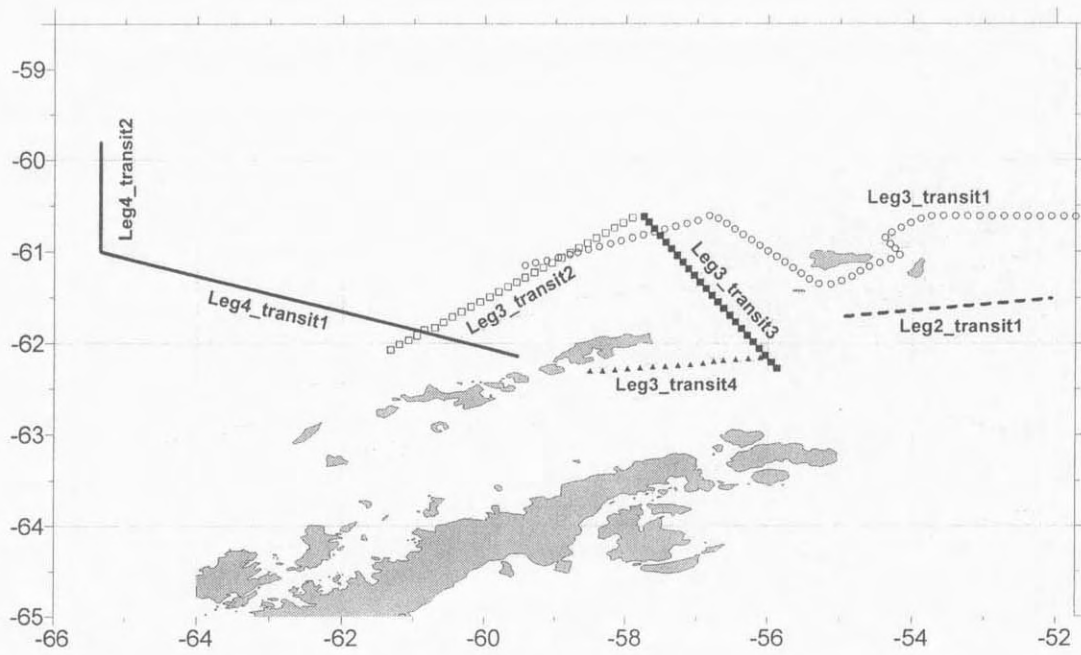 -59
-60
-61
-62
-63
-64
-65
Leg4_transit2
Leg3_transit1
Leg3_transit2
Leg3_transit3
Leg4_transit1
Leg2_transit1
Leg3_transit4
-66 -64 -62 -60 -58 -56 -54 -52